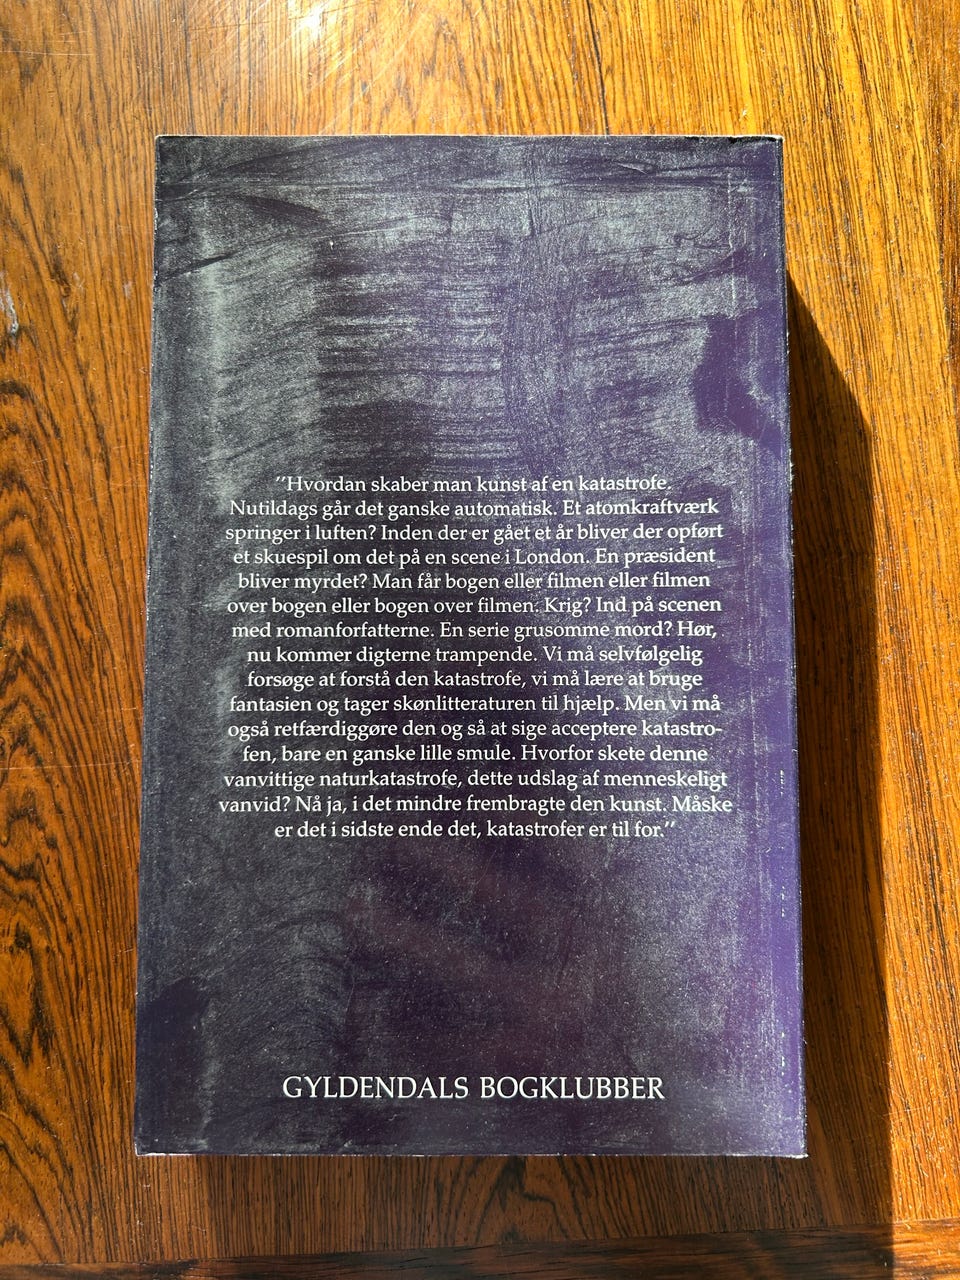 ”Hvordan skaber man kunst af en katastrofe.
Nutildags går det ganske automatisk. Et atomkraftværk
springer i luften? Inden der er gået et år bliver der opført
et skuespil om det på en scene i London. En præsident
bliver myrdet? Man får bogen eller filmen eller filmen
over bogen eller bogen over filmen. Krig? Ind på scenen
med romanforfatterne. En serie grusomme mord? Hør,
nu kommer digterne trampende. Vi må selvfølgelig
forsøge at forstå den katastrofe, vi må lære at bruge
fantasien og tager skønlitteraturen til hjælp. Men vi må
også retfærdiggøre den og så at sige acceptere katastro-
fen, bare en ganske lille smule. Hvorfor skete denne
vanvittige naturkatastrofe, dette udslag af menneskeligt
vanvid? Nå ja, i det mindre frembragte den kunst. Måske
er det i sidste ende det, katastrofer er til for.”
GYLDENDALS BOGKLUBBER